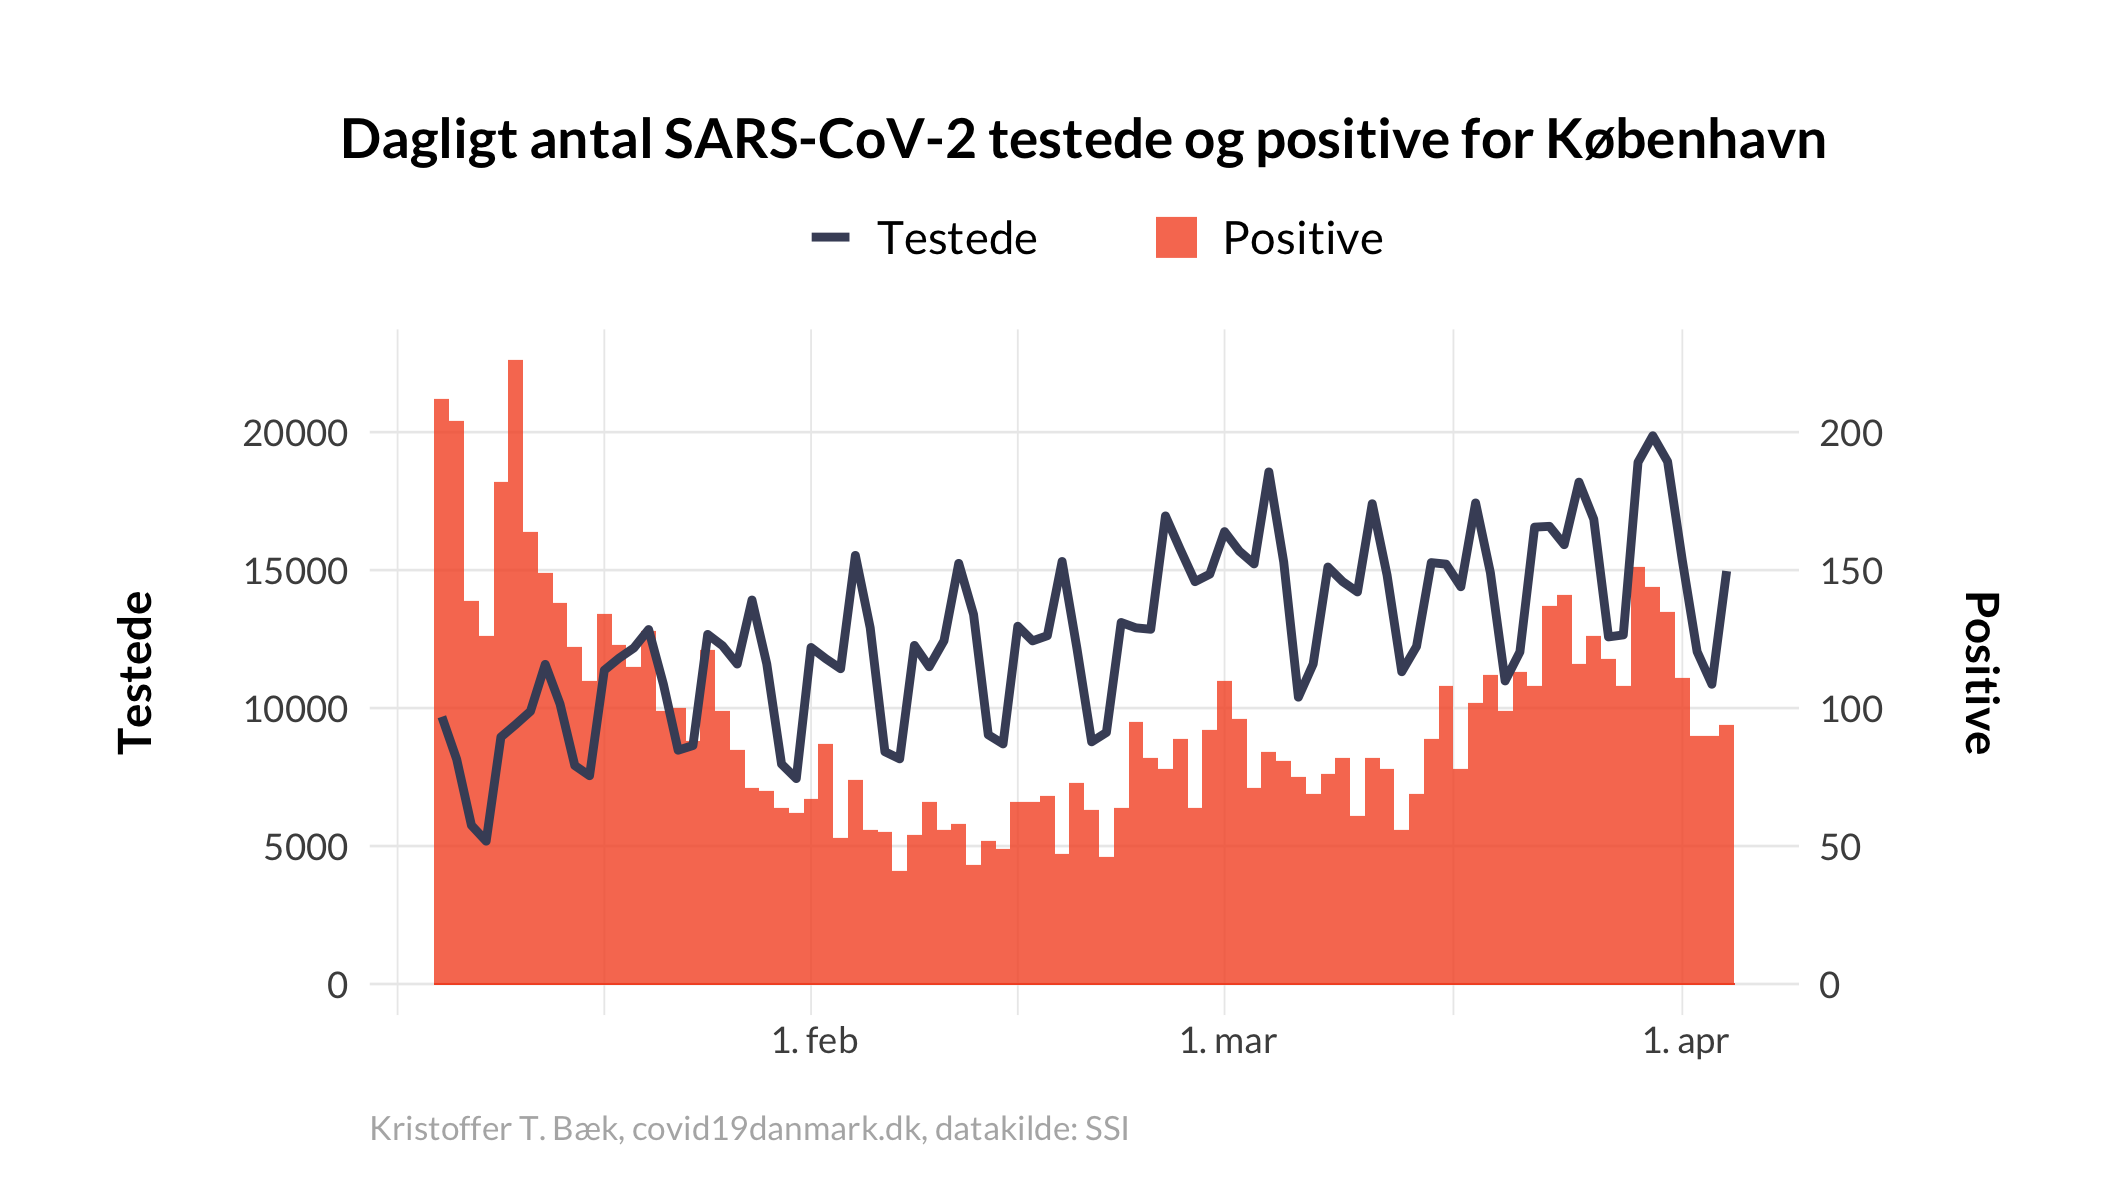 Dagligt antal SARS-CoV-2 testede og positive for København
Testede
Positive
Testede
20000
15000
10000
5000
0
200
150
100
50
0
Positive
1. feb
1. mar
1. apr
Kristoffer T. Bæk, covid19danmark.dk, datakilde: SSI